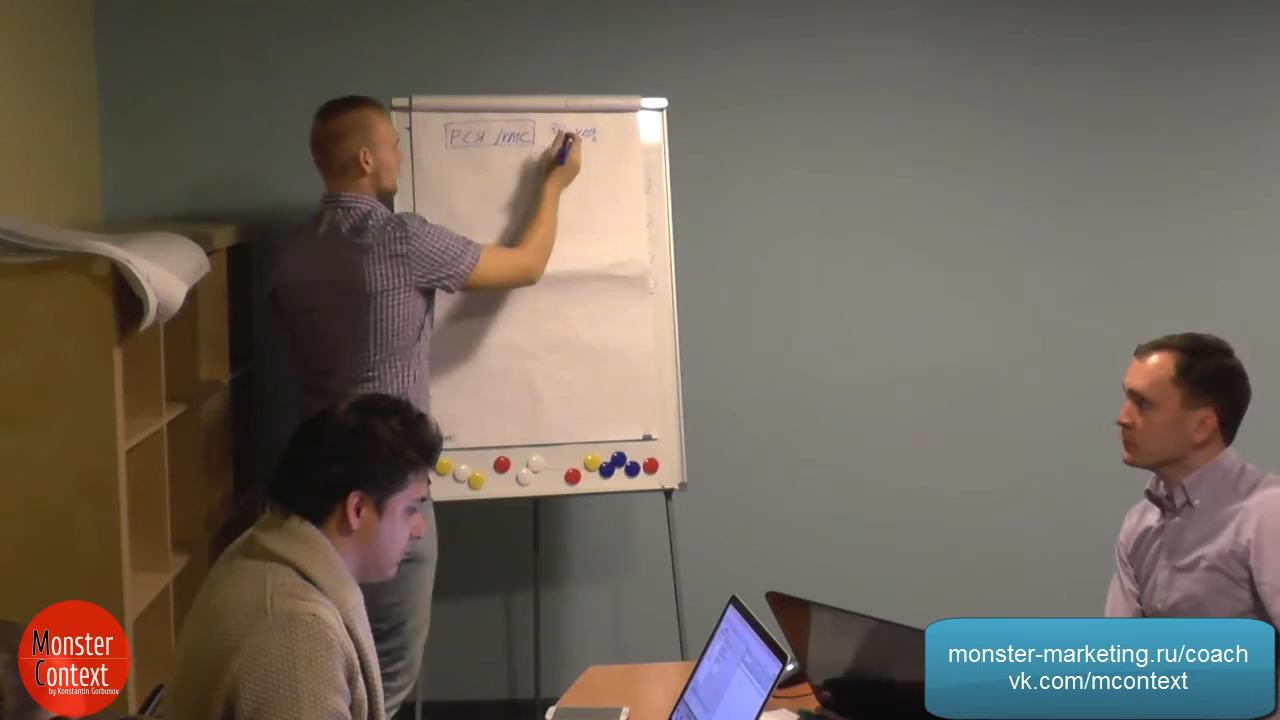 РСЯ /КМС
Monster
Context
by Konstantin Gorbunov
monster-marketing.ru/coach
vk.com/mcontext